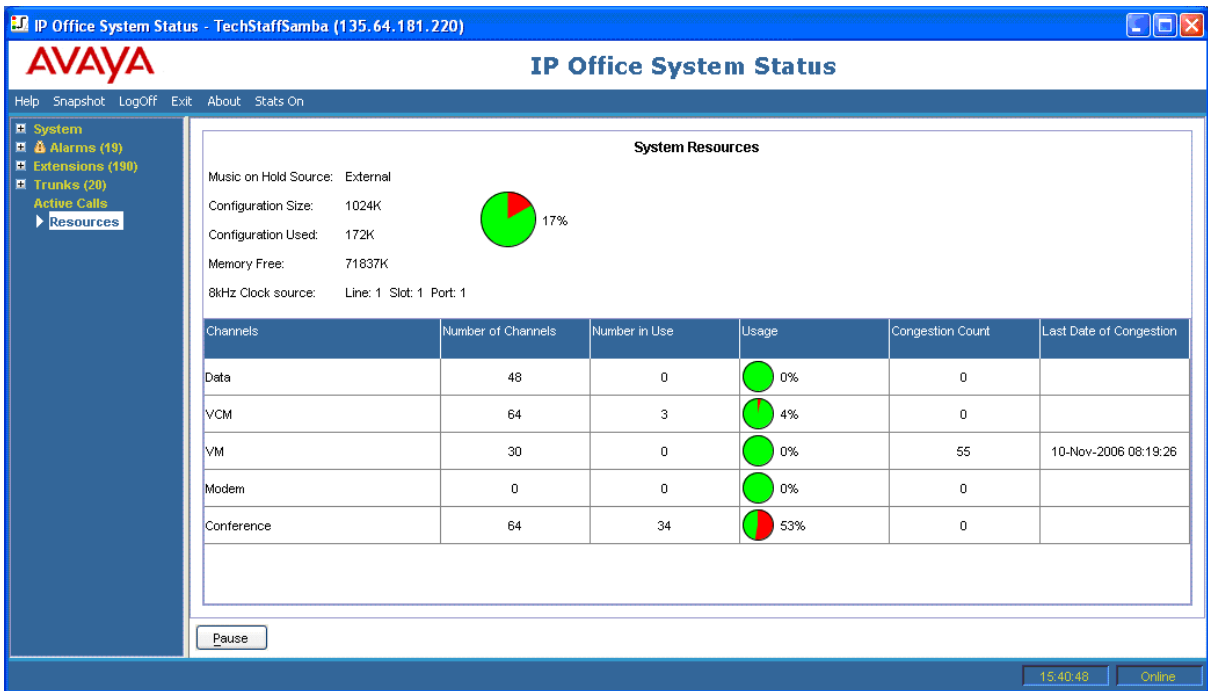 IP Office System Status - TechStaffSamba (135.64.181.220)
AVAYA
IP Office System Status
Help Snapshot LogOff Exit About Stats On
System
Alarms (19)
Extensions (190)
Trunks (20)
Active Calls
Resources
System Resources
Music on Hold Source: External
Configuration Size: 1024K
17%
Configuration Used: 172K
Memory Free: 71837K
8kHz Clock source: Line: 1 Slot: 1 Port: 1
Channels Number of Channels Number in Use Usage Congestion Count Last Date of Congestion
Data 48 0 0% 0
VCM 64 3 4% 0
VM 30 0 0% 55 10-Nov-2006 08:19:26
Modem 0 0 0% 0
Conference 64 34 53% 0
Pause
15:40:48 Online